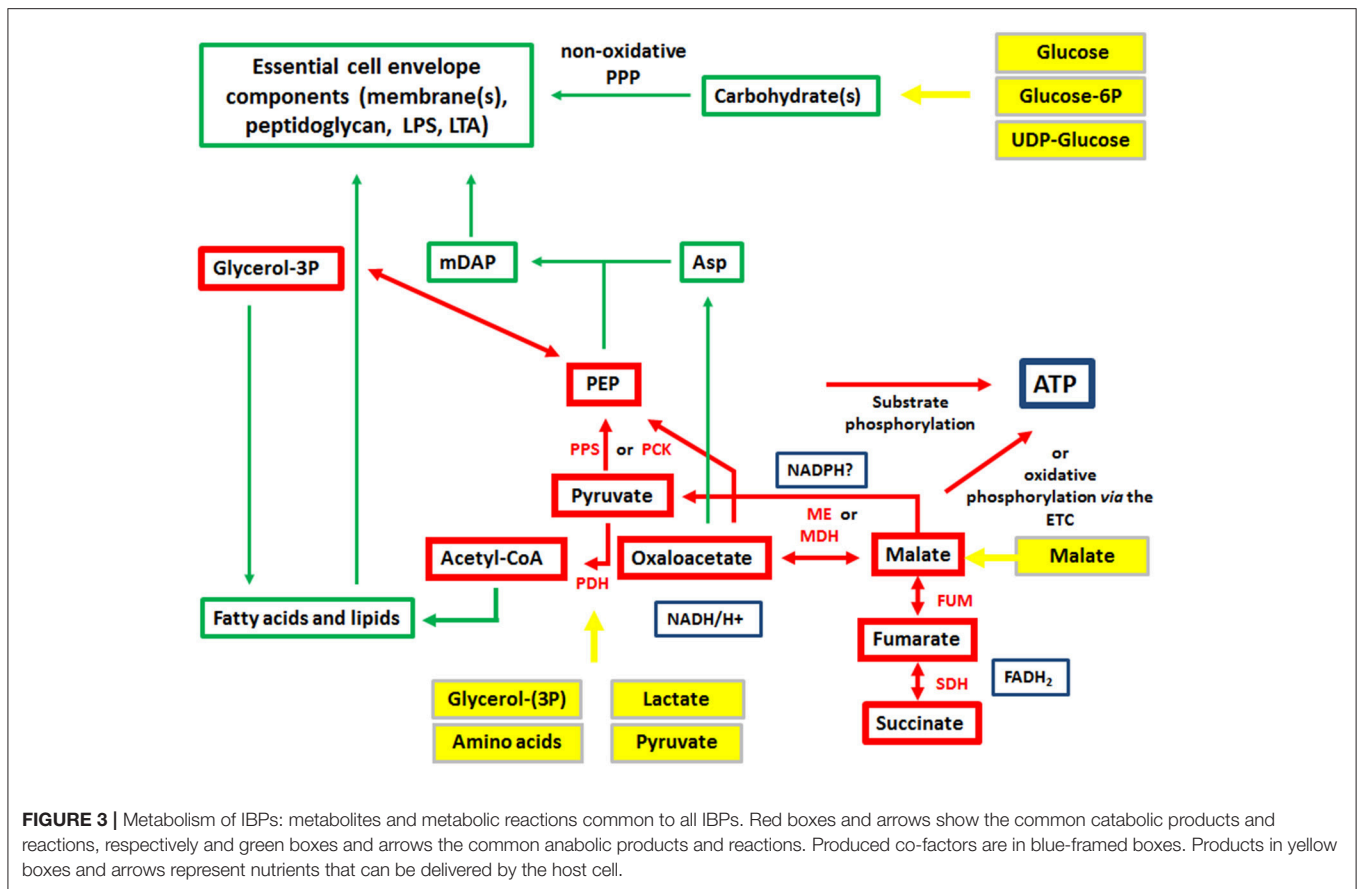 Essential cell envelope
components (membrane(s),
peptidoglycan, LPS, LTA)
non-oxidative
PPP
Carbohydrate(s)
Glucose
Glucose-6P
UDP-Glucose
Glycerol-3P
mDAP
Asp
PEP
Substrate
phosphorylation
ATP
PPS or PCK
NADPH?
or
oxidative
phosphorylation via the
ETC
Pyruvate
ME or
MDH
Acetyl-CoA
PDH
Oxaloacetate
Malate
Malate
Fatty acids and lipids
NADH/H+
FUM
Fumarate
SDH
FADH₂
Succinate
Glycerol-(3P)
Lactate
Amino acids
Pyruvate
FIGURE 3 | Metabolism of IBPs: metabolites and metabolic reactions common to all IBPs. Red boxes and arrows show the common catabolic products and
reactions, respectively and green boxes and arrows the common anabolic products and reactions. Produced co-factors are in blue-framed boxes. Products in yellow
boxes and arrows represent nutrients that can be delivered by the host cell.